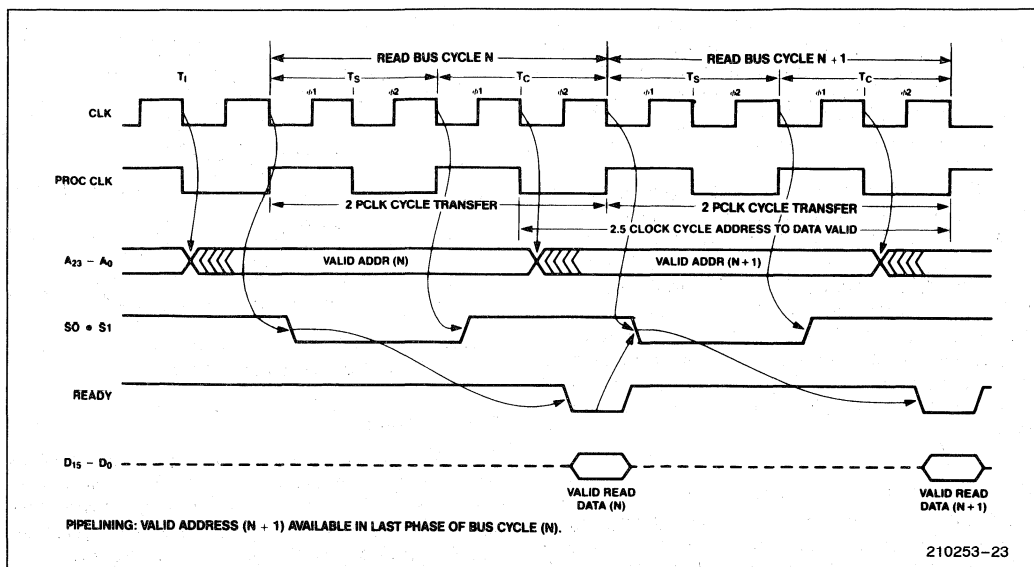 READ BUS CYCLE N
READ BUS CYCLE N + 1
TI
TS
TC
TS
TC
ϕ1
ϕ2
ϕ1
ϕ2
ϕ1
ϕ2
ϕ1
ϕ2
CLK
PROC CLK
2 PCLK CYCLE TRANSFER
2 PCLK CYCLE TRANSFER
2.5 CLOCK CYCLE ADDRESS TO DATA VALID
A23 – A0
VALID ADDR (N)
VALID ADDR (N + 1)
S0 • S1
READY
D15 – D0
VALID READ
DATA (N)
VALID READ
DATA (N + 1)
PIPELINING: VALID ADDRESS (N + 1) AVAILABLE IN LAST PHASE OF BUS CYCLE (N).
210253–23